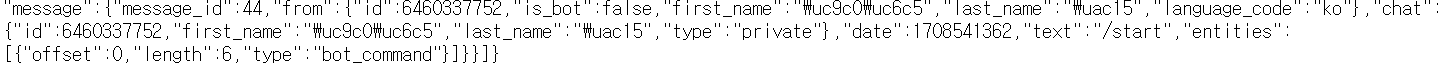 "message":{"message_id":44,"from":{"id":6460337752,"is_bot":false,"first_name":"₩uc9c0₩uc6c5","last_name":"₩uac15","language_code":"ko"},"chat":
{"id":6460337752,"first_name":"₩uc9c0₩uc6c5","last_name":"₩uac15","type":"private"},"date":1708541362,"text":"/start","entities":
[{"offset":0,"length":6,"type":"bot_command"}]}}]}